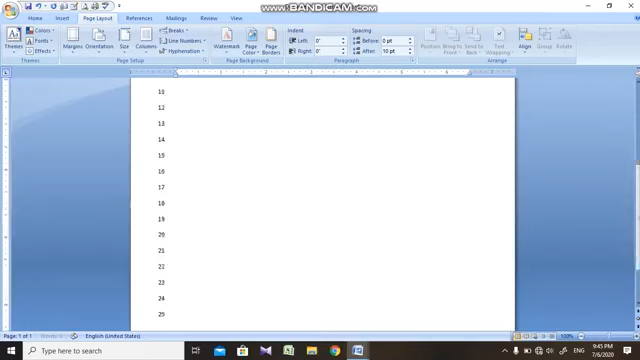 WWW.BANDICAM.COM
Home Insert Page Layout References Mailings Review View
Themes Colors Fonts Effects Margins Orientation Size Columns Breaks Line Numbers Hyphenation Watermark Page Color Page Borders Indent Left: 0" Right: 0" Spacing Before: 0 pt After: 10 pt Position Bring to Front Send to Back Text Wrapping Align Group Rotate
Themes Page Setup Page Background Paragraph Arrange
12
13
14
15
16
17
18
19
20
21
22
23
24
25
Page: 1 of 1 Words: 0 English (United States) 100%
Type here to search ENG 9:45 PM
7/6/2020